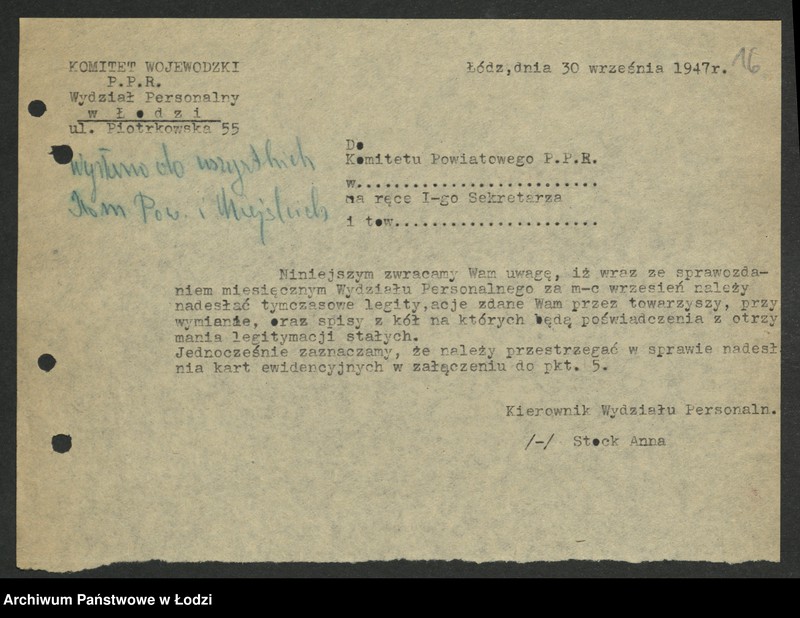 KOMITET WOJEWODZKI
P.P.R.
Wydział Personalny
w Łodzi
ul. Piotrkowska 55
Łódz,dnia 30 września 1947r.
16
wysłano do wszystkich
Kom Pow. i Miejskich
Do
Komitetu Powiatowego P.P.R.
w............................
na ręce I-go Sekretarza
i tow.......................
Niniejszym zwracamy Wam uwagę, iż wraz ze sprawozda-
niem miesięcznym Wydziału Personalnego za m-c wrzesień należy
nadesłać tymczasowe legity,acje zdane Wam przez towarzyszy, przy
wymianie, oraz spisy z kół na których będą poświadczenia z otrzy
mania legitymacji stałych.
Jednocześnie zaznaczamy, że należy przestrzegać w sprawie nadesł
nia kart ewidencyjnych w załączeniu do pkt. 5.
Kierownik Wydziału Personaln.
/-/ Stock Anna
Archiwum Państwowe w Łodzi